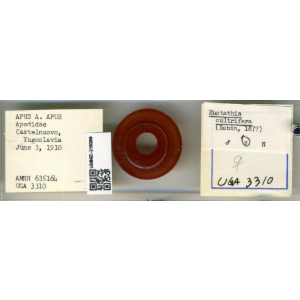 APUS A. APUS
Apodidae
Castelnuovo,
Yugoslavia
June 3, 1910
AMNH 635164
UGA 3310
Eustathia
cultrifera
(Robin, 1877)
♂ ♀ N
♀
UGA 3310